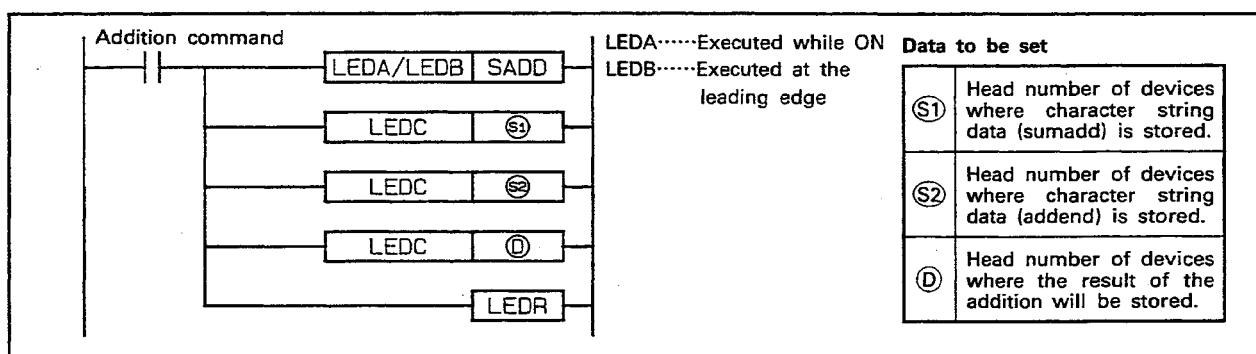 Addition command
LEDA/LEDB SADD
LEDC S1
LEDC S2
LEDC D
LEDR
LEDA······Executed while ON
LEDB······Executed at the
leading edge
Data to be set
S1 Head number of devices
where character string
data (sumadd) is stored.
S2 Head number of devices
where character string
data (addend) is stored.
D Head number of devices
where the result of the
addition will be stored.